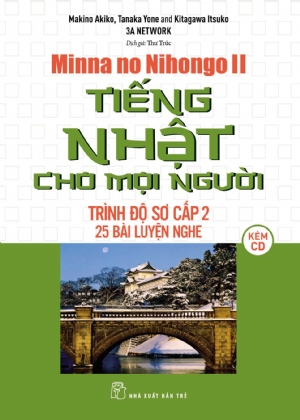 Makino Akiko, Tanaka Yone and Kitagawa Itsuko
3A NETWORK
Dịch giả: Thư Trúc
Minna no Nihongo II
TIẾNG
NHẬT
CHO MỌI NGƯỜI
TRÌNH ĐỘ SƠ CẤP 2
25 BÀI LUYỆN NGHE
KÈM
CD
NHÀ XUẤT BẢN TRẺ